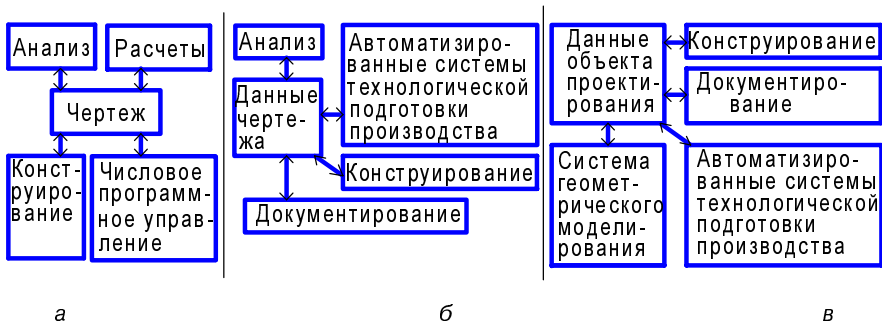 Анализ
Расчеты
Чертеж
Конст-
руиро-
вание
Числовое
програм-
ное управ-
ление
Анализ
Автоматизиро-
ванные системы
технологической
подготовки
производства
Данные
черте-
жа
Конструирование
Документирование
Данные
объекта
проекти-
рования
Конструирование
Документиро-
вание
Система
геомет-
рического
модели-
рования
Автоматизиро-
ванные системы
технологической
подготовки
производства
а
б
в